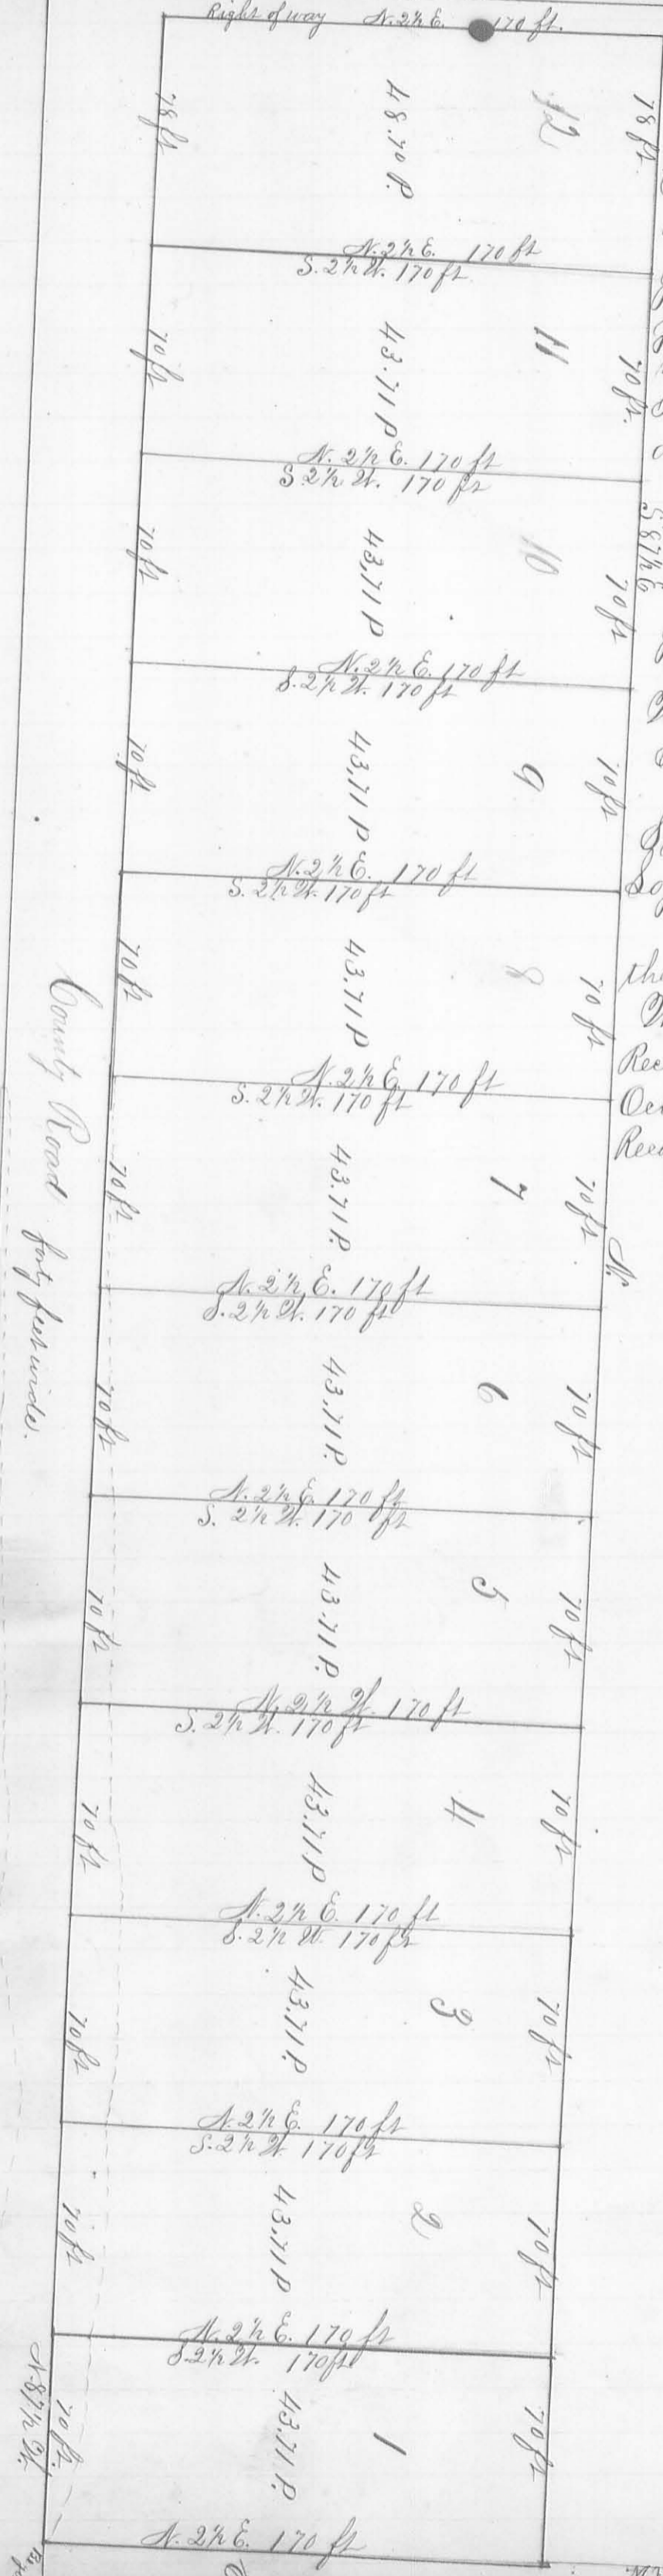 Right of way N. 2½ E. 170 ft.
78 ft
48.70 P.
12
78 ft.
N. 2½ E. 170 ft
S. 2½ W. 170 ft
70 ft
43.71 P
11
70 ft.
N. 2½ E. 170 ft
S 2½ W. 170 ft
S 87½ E
70 ft
43.71 P
10
70 ft
N. 2½ E. 170 ft
S. 2½ W. 170 ft
70 ft
43.71 P
9
70 ft
N. 2½ E. 170 ft
S. 2½ W. 170 ft
70 ft
43.71 P
8
70 ft
the
Rec
N. 2½ E. 170 ft
S. 2½ W. 170 ft
County Road forty feet wide.
70 ft
43.71 P.
7
70 ft
N.
N. 2½ E. 170 ft
S. 2½ W. 170 ft
70 ft
43.71 P.
6
70 ft
N. 2½ E. 170 ft
S. 2½ W. 170 ft
70 ft
43.71 P.
5
70 ft
N. 2½ W. 170 ft
S. 2½ W. 170 ft
70 ft
43.71 P
4
70 ft
N. 2½ E. 170 ft
S. 2½ W. 170 ft
70 ft
43.71 P.
3
70 ft
N. 2½ E. 170 ft
S. 2½ W. 170 ft
70 ft
43.71 P
2
70 ft
N. 2½ E. 170 ft
S. 2½ W. 170 ft
N. 87½ W.
70 ft.
43.71 P.
1
70 ft
N. 2½ E. 170 ft